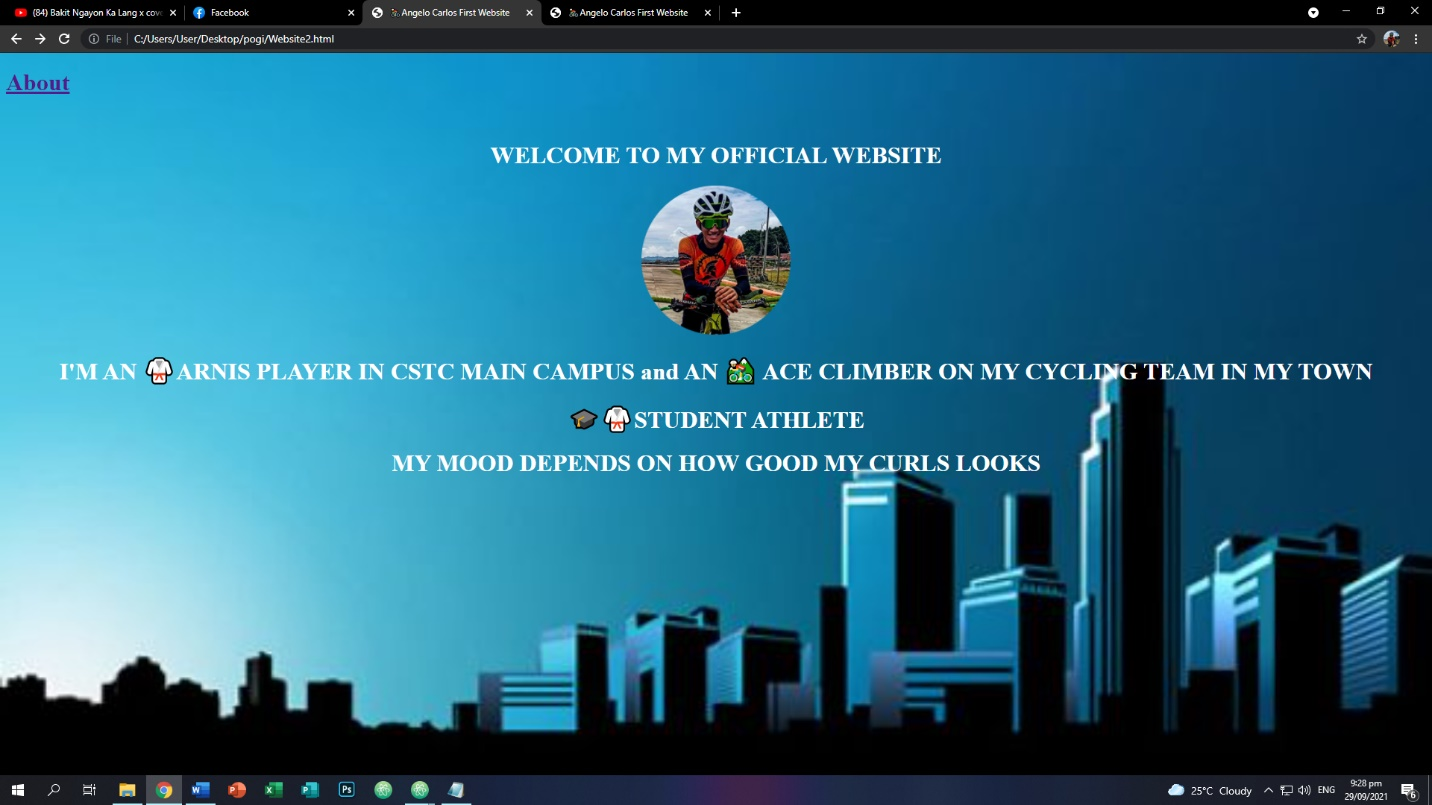 (84) Bakit Ngayon Ka Lang x cove
Facebook
Angelo Carlos First Website
Angelo Carlos First Website
File
C:/Users/User/Desktop/pogi/Website2.html
About
WELCOME TO MY OFFICIAL WEBSITE
I'M AN 🥋ARNIS PLAYER IN CSTC MAIN CAMPUS and AN 🚵 ACE CLIMBER ON MY CYCLING TEAM IN MY TOWN
🎓🥋STUDENT ATHLETE
MY MOOD DEPENDS ON HOW GOOD MY CURLS LOOKS
25°C Cloudy
ENG
9:28 pm
29/09/2021
6